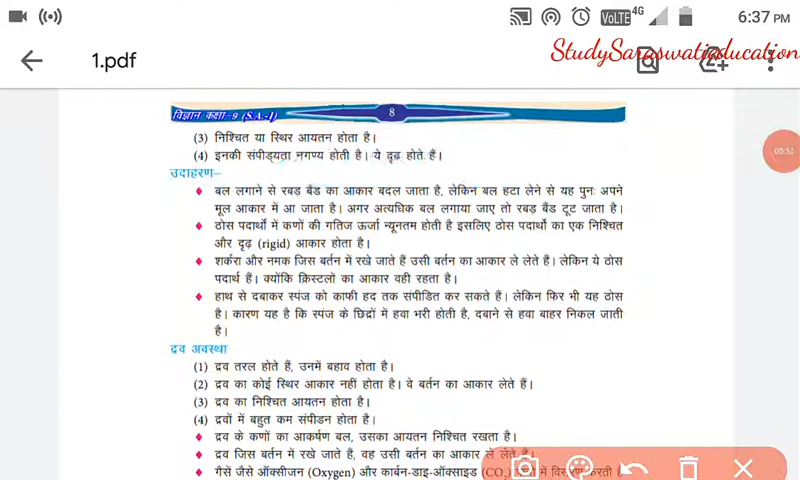 VoLTE 4G 6:37 PM
1.pdf
StudySaraswatieducation
विज्ञान कक्षा-9 (S.A.-I) 8
(3) निश्चित या स्थिर आयतन होता है।
(4) इनकी संपीड्यता नगण्य होती है। ये दृढ़ होते हैं।
05:51
उदाहरण–
बल लगाने से रबड़ बैंड का आकार बदल जाता है, लेकिन बल हटा लेने से यह पुनः अपने
मूल आकार में आ जाता है। अगर अत्यधिक बल लगाया जाए तो रबड़ बैंड टूट जाता है।
ठोस पदार्थों में कणों की गतिज ऊर्जा न्यूनतम होती है इसलिए ठोस पदार्थों का एक निश्चित
और दृढ़ (rigid) आकार होता है।
शर्करा और नमक जिस बर्तन में रखे जाते हैं उसी बर्तन का आकार ले लेते हैं। लेकिन ये ठोस
पदार्थ हैं। क्योंकि क्रिस्टलों का आकार वही रहता है।
हाथ से दबाकर स्पंज को काफी हद तक संपीडित कर सकते हैं। लेकिन फिर भी यह ठोस
है। कारण यह है कि स्पंज के छिद्रों में हवा भरी होती है, दबाने से हवा बाहर निकल जाती
है।
द्रव अवस्था
(1) द्रव तरल होते हैं, उनमें बहाव होता है।
(2) द्रव का कोई स्थिर आकार नहीं होता है। वे बर्तन का आकार लेते हैं।
(3) द्रव का निश्चित आयतन होता है।
(4) द्रवों में बहुत कम संपीडन होता है।
द्रव के कणों का आकर्षण बल, उसका आयतन निश्चित रखता है।
द्रव जिस बर्तन में रखे जाते है, वह उसी बर्तन का आकार ले लेते हैं।
गैसें जैसे ऑक्सीजन (Oxygen) और कार्बन-डाइ-ऑक्साइड (CO₂) में करती है